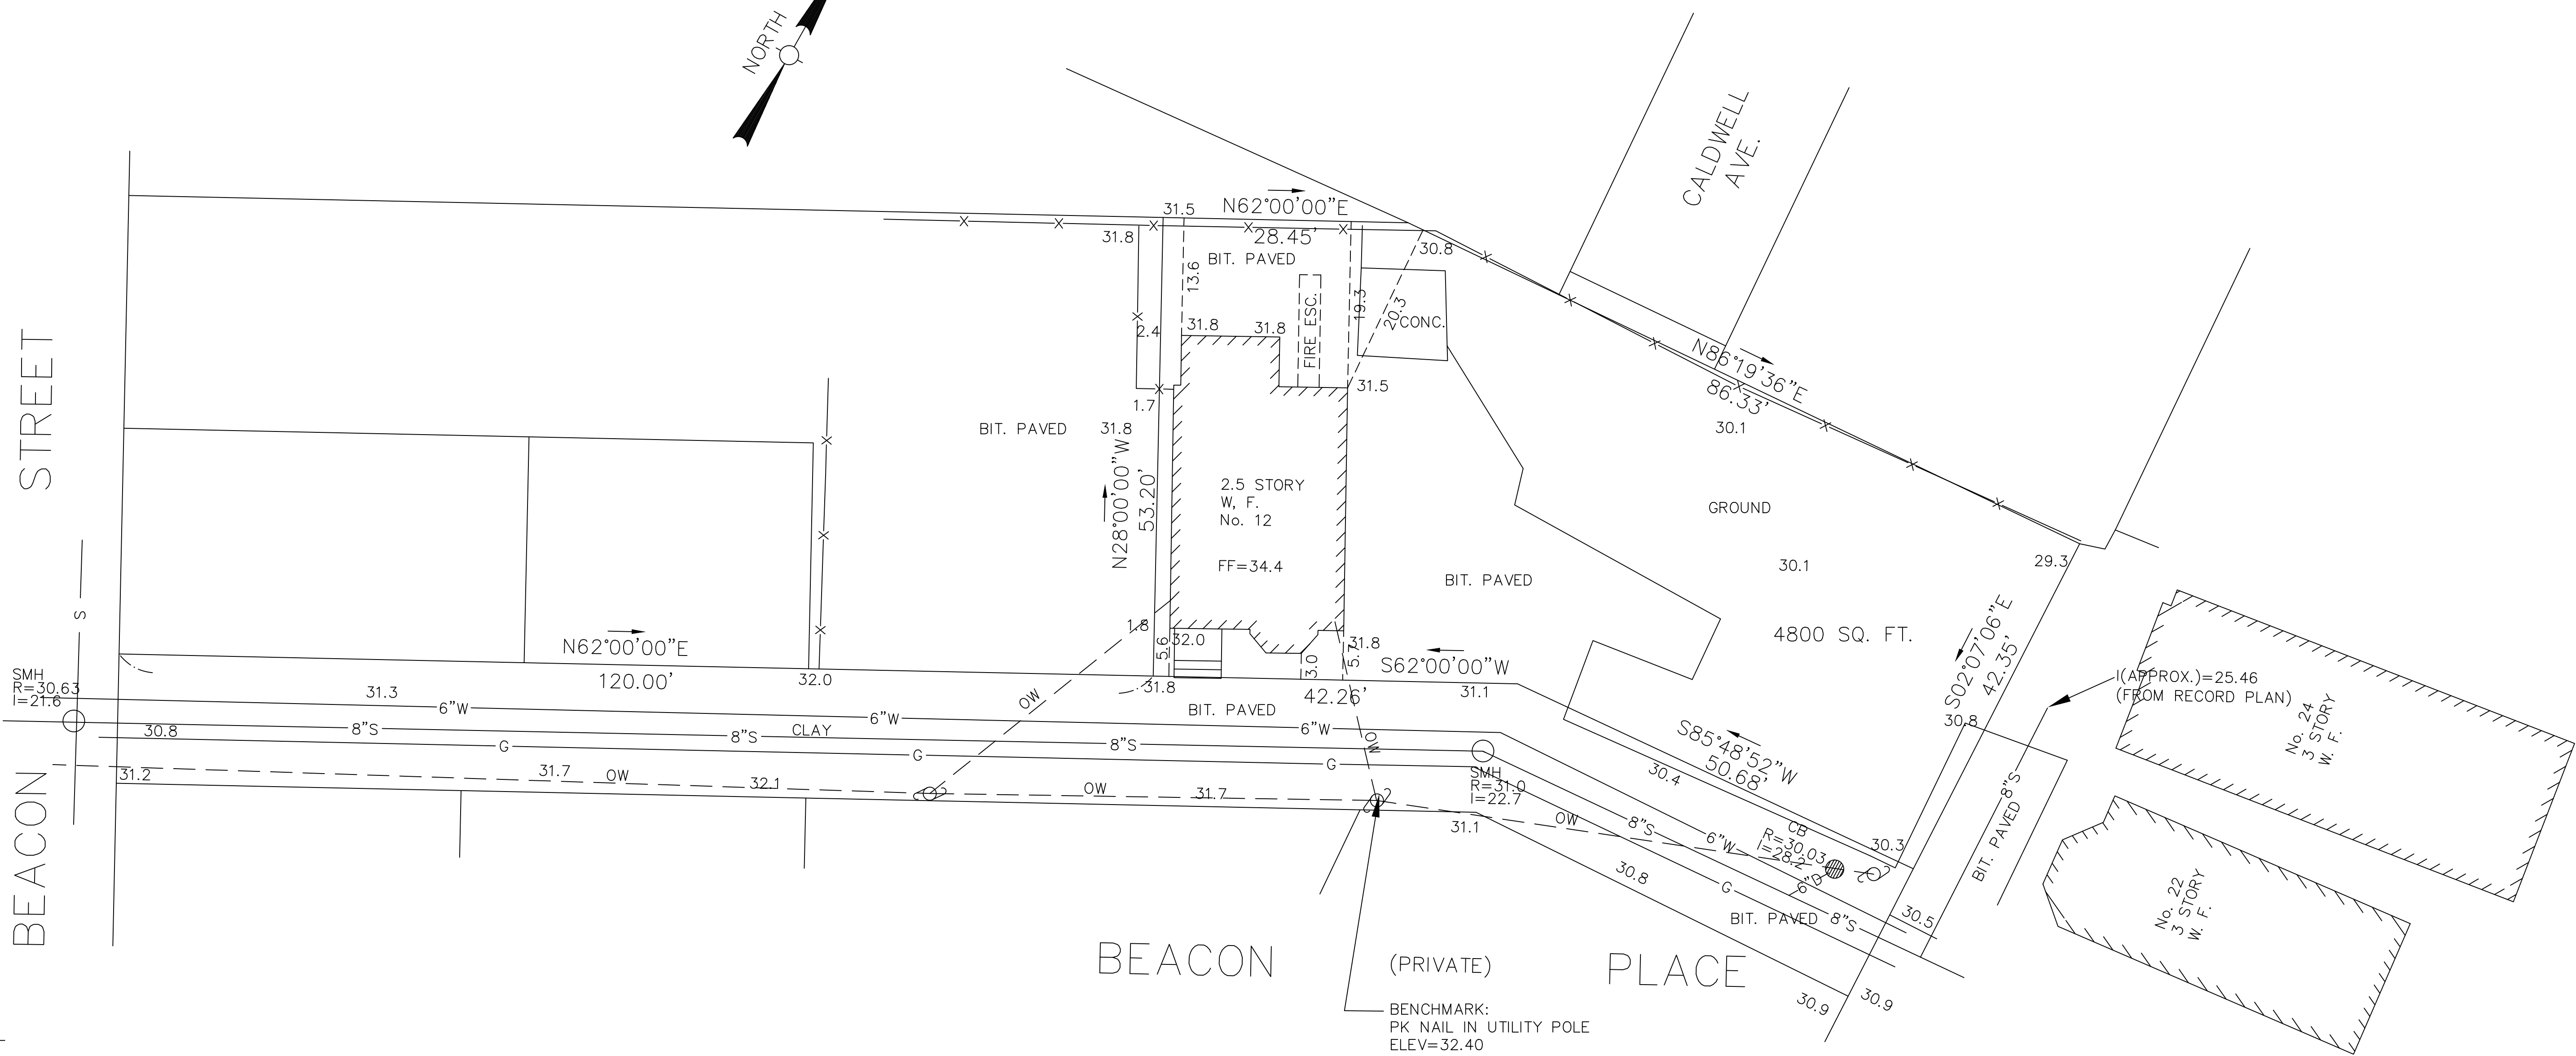 NORTH
CALDWELL
AVE.
31.5
N62°00'00"E
28.45'
31.8
BIT. PAVED
30.8
13.6
FIRE ESC.
19.3
20.3
CONC.
2.4
31.8
31.8
N86°19'36"E
86.33'
31.5
30.1
1.7
BIT. PAVED
31.8
N28°00'00"W
53.20'
2.5 STORY
W, F.
No. 12
FF=34.4
GROUND
30.1
29.3
BIT. PAVED
4800 SQ. FT.
S02°07'06"E
42.35'
STREET
BEACON
S
N62°00'00"E
120.00'
32.0
1.8
5.6
32.0
3.0
5.7
31.8
S62°00'00"W
42.26'
31.8
31.1
SMH
R=30.63
I=21.6
31.3
6"W
6"W
6"W
BIT. PAVED
30.8
8"S
8"S
CLAY
8"S
G
G
G
31.2
31.7
OW
32.1
OW
OW
31.7
OW
SMH
R=31.0
I=22.7
31.1
OW
8"S
6"W
S85°48'52"W
50.68'
30.4
CB
R=30.03
I=28.2
6"D
30.3
30.8
G
BIT. PAVED
8"S
30.5
30.9
30.9
30.8
I(APPROX.)=25.46
(FROM RECORD PLAN)
8"S
BIT. PAVED
No. 24
3 STORY
W. F.
No. 22
3 STORY
W. F.
BEACON
(PRIVATE)
PLACE
BENCHMARK:
PK NAIL IN UTILITY POLE
ELEV=32.40